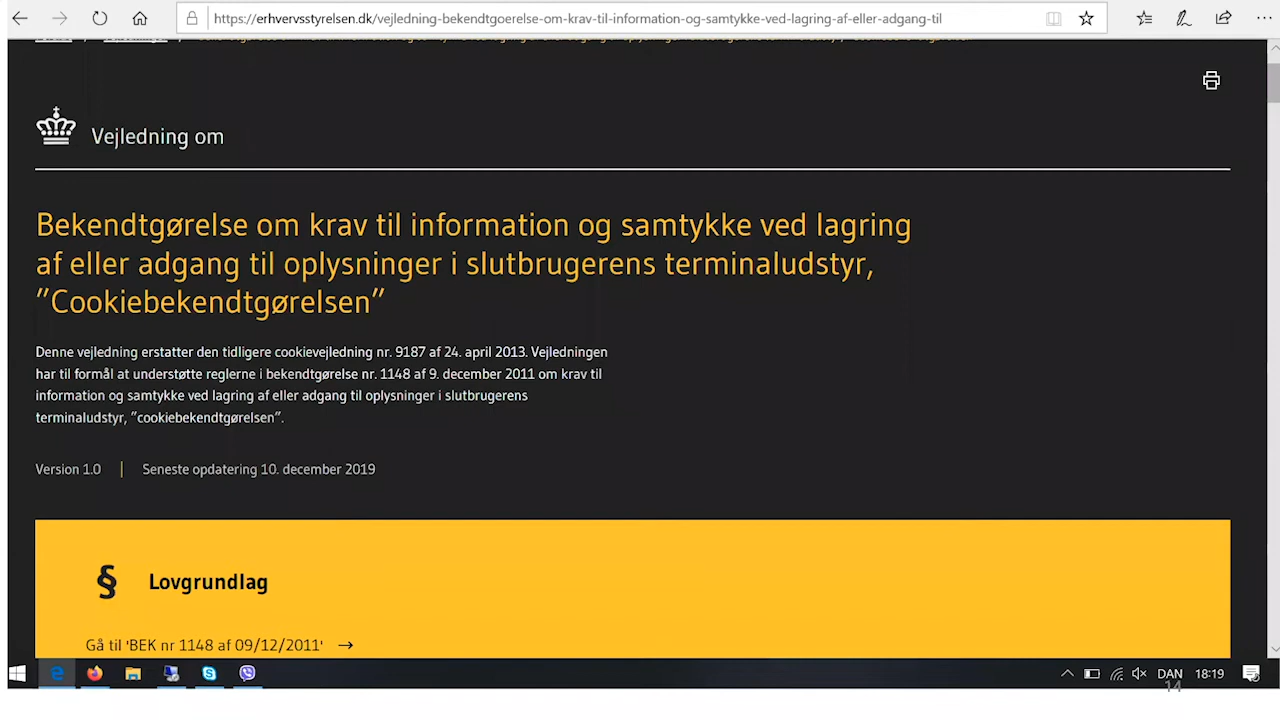 https://erhvervsstyrelsen.dk/vejledning-bekendtgoerelse-om-krav-til-information-og-samtykke-ved-lagring-af-eller-adgang-til
Vejledning om
Bekendtgørelse om krav til information og samtykke ved lagring
af eller adgang til oplysninger i slutbrugerens terminaludstyr,
”Cookiebekendtgørelsen”
Denne vejledning erstatter den tidligere cookievejledning nr. 9187 af 24. april 2013. Vejledningen
har til formål at understøtte reglerne i bekendtgørelse nr. 1148 af 9. december 2011 om krav til
information og samtykke ved lagring af eller adgang til oplysninger i slutbrugerens
terminaludstyr, ”cookiebekendtgørelsen”.
Version 1.0 | Seneste opdatering 10. december 2019
§ Lovgrundlag
Gå til 'BEK nr 1148 af 09/12/2011' →
DAN 18:19
14